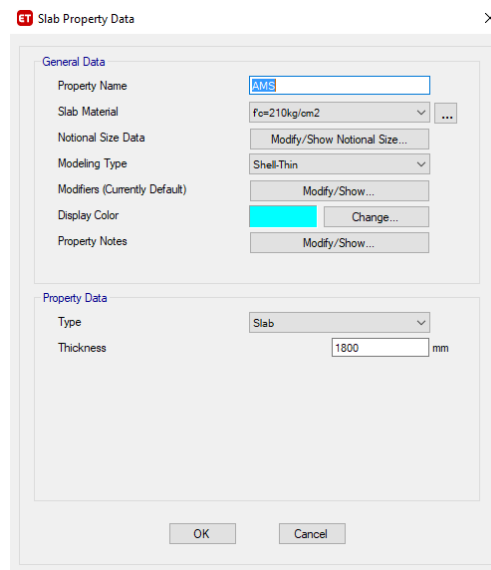 ET Slab Property Data
General Data
Property Name AMS
Slab Material f'c=210kg/cm2 ...
Notional Size Data Modify/Show Notional Size...
Modeling Type Shell-Thin
Modifiers (Currently Default) Modify/Show...
Display Color Change...
Property Notes Modify/Show...
Property Data
Type Slab
Thickness 1800 mm
OK Cancel